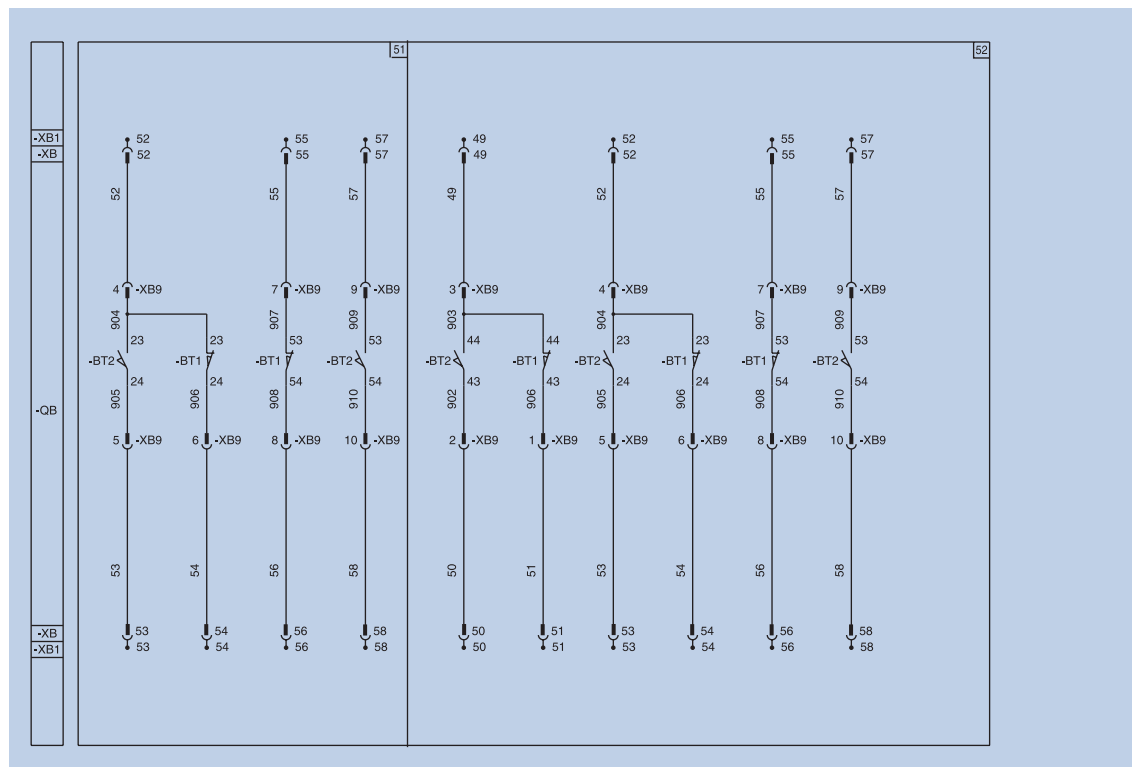 51 52
-XB1 52 55 57 49 52 55 57
-XB 52 55 57 49 52 55 57
52 55 57 49 52 55 57
4 -XB9 7 -XB9 9 -XB9 3 -XB9 4 -XB9 7 -XB9 9 -XB9
904 907 909 903 904 907 909
23 23 53 53 44 44 23 23 53 53
-BT2 -BT1 -BT1 -BT2 -BT2 -BT1 -BT2 -BT1 -BT1 -BT2
24 24 54 54 43 43 24 24 54 54
905 906 908 910 902 906 905 906 908 910
-QB
5 -XB9 6 -XB9 8 -XB9 10 -XB9 2 -XB9 1 -XB9 5 -XB9 6 -XB9 8 -XB9 10 -XB9
53 54 56 58 50 51 53 54 56 58
-XB 53 54 56 58 50 51 53 54 56 58
-XB1 53 54 56 58 50 51 53 54 56 58